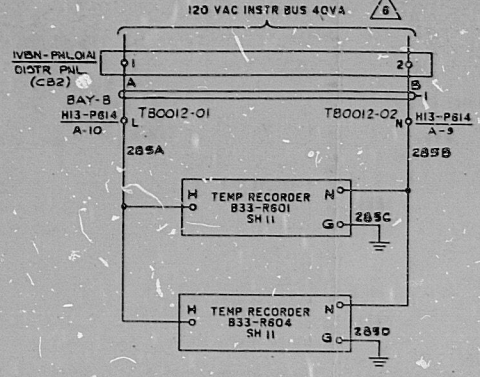 120 VAC INSTR BUS 40VA
6
IVBN-PNL01A1
DISTR PNL
(CB2)
1
2
A
B
BAY-B
1
TB0012-01
TB0012-02
H13-P614
A-10
L
N
H13-P614
A-9
285A
285B
H
TEMP RECORDER
B33-R601
SH 11
N
G
285C
H
TEMP RECORDER
B33-R604
SH 11
N
G
285D